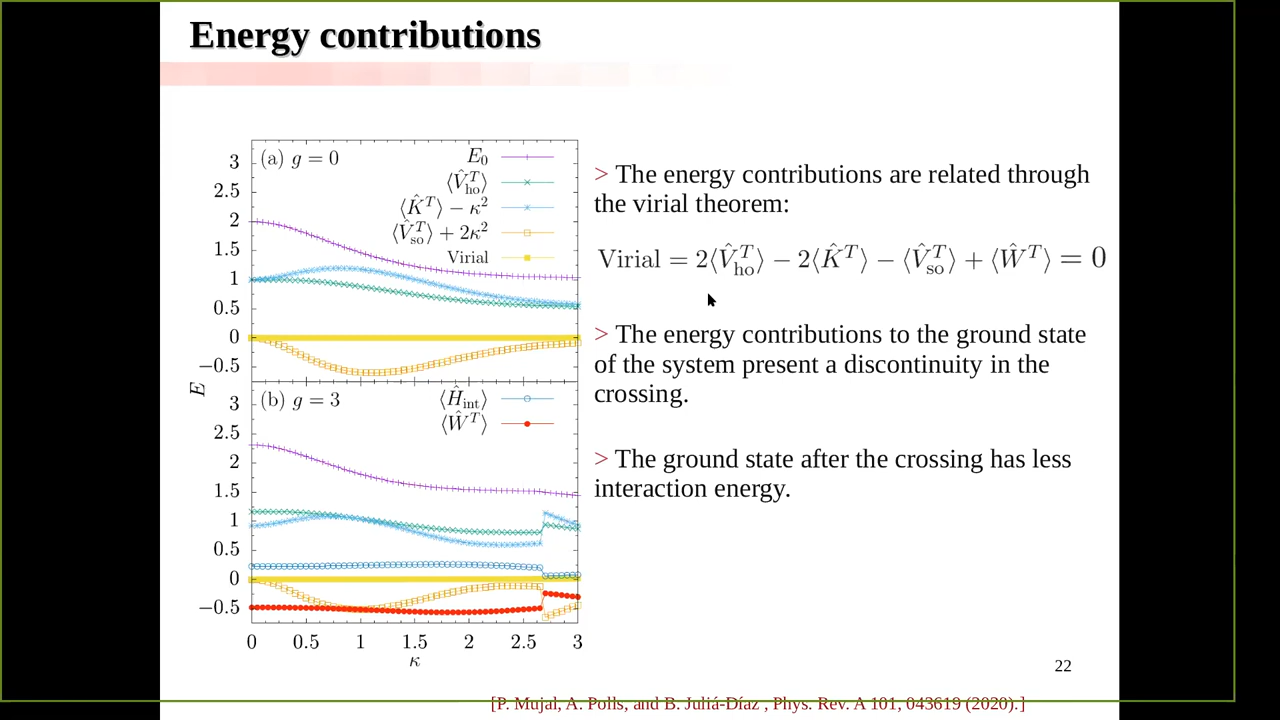 Energy contributions
(a) g = 0
E₀
⟨V̂ᵀₕₒ⟩
⟨K̂ᵀ⟩ − κ²
⟨V̂ᵀₛₒ⟩ + 2κ²
Virial
3
2.5
2
1.5
1
0.5
0
−0.5
E
(b) g = 3
⟨Ĥ_int⟩
⟨Ŵᵀ⟩
3
2.5
2
1.5
1
0.5
0
−0.5
0 0.5 1 1.5 2 2.5 3
κ
> The energy contributions are related through
the virial theorem:
Virial = 2⟨V̂ᵀₕₒ⟩ − 2⟨K̂ᵀ⟩ − ⟨V̂ᵀₛₒ⟩ + ⟨Ŵᵀ⟩ = 0
> The energy contributions to the ground state
of the system present a discontinuity in the
crossing.
> The ground state after the crossing has less
interaction energy.
22
[P. Mujal, A. Polls, and B. Juliá-Díaz , Phys. Rev. A 101, 043619 (2020).]